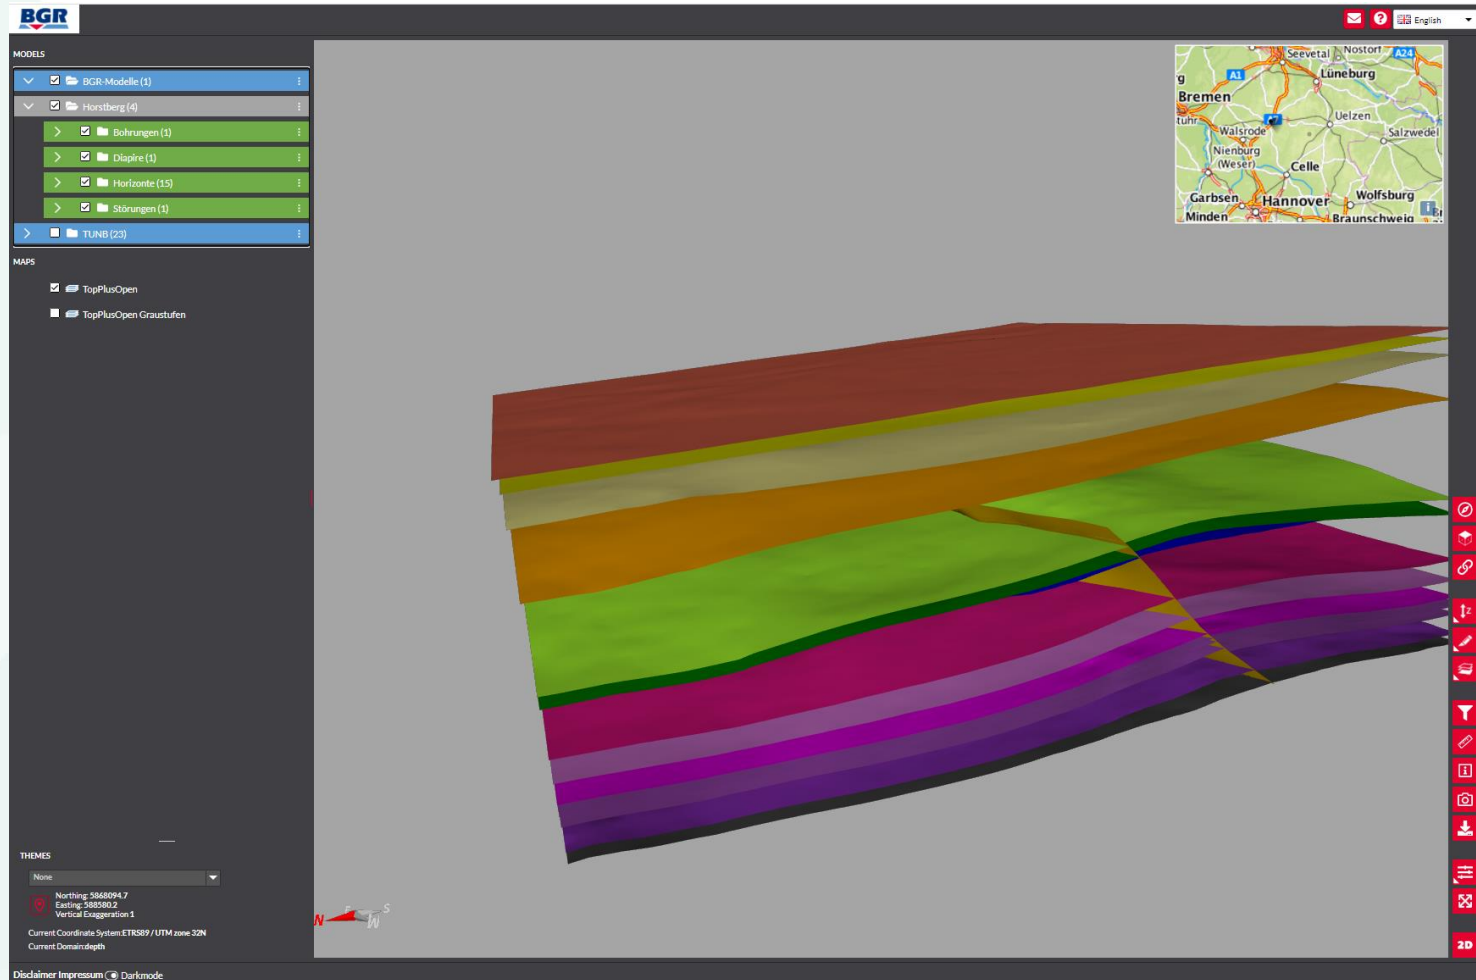 BGR
English
MODELS
BGR-Modelle (1)
Horstberg (4)
Bohrungen (1)
Diapire (1)
Horizonte (15)
Störungen (1)
TUNB (23)
MAPS
TopPlusOpen
TopPlusOpen Graustufen
Seevetal
Nostorf
A24
A1
Lüneburg
Bremen
A7
Uelzen
Walsrode
Salzwedel
Nienburg
(Weser)
Celle
Garbsen
Hannover
Wolfsburg
Minden
Braunschweig
Z
2D
THEMES
None
Northing: 5868094.7
Easting: 588580.2
Vertical Exaggeration 1
Current Coordinate System:ETRS89 / UTM zone 32N
Current Domain:depth
N
W
S
Disclaimer Impressum Darkmode